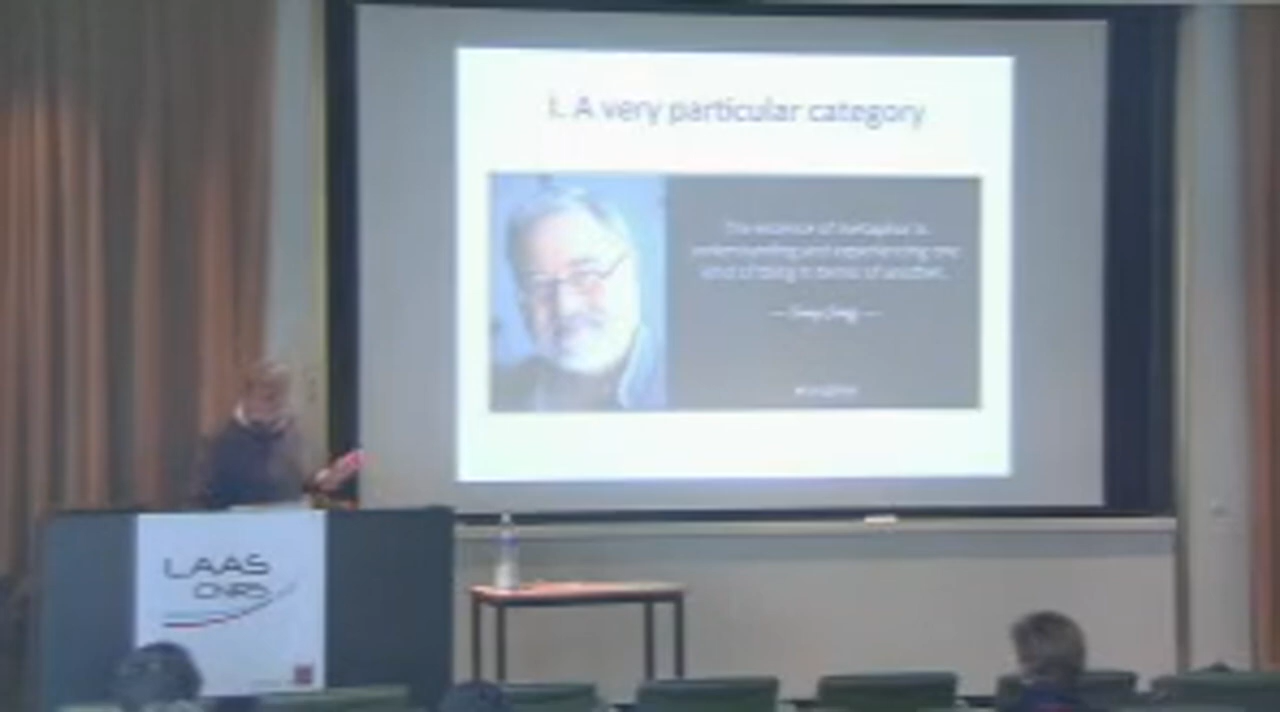 I. A very particular category
The essence of metaphor is
understanding and experiencing one
kind of thing in terms of another.
LAAS
CNRS